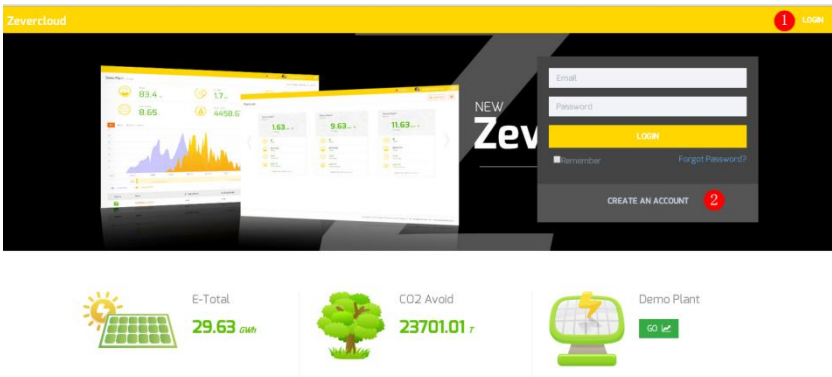 Zevercloud
1 LOGIN
83.4
1.7
8.65
4458.6
1.63
9.63
11.63
NEW
Zev
Email
Password
LOGIN
Remember
Forgot Password?
CREATE AN ACCOUNT 2
E-Total
29.63 GWh
CO2 Avoid
23701.01 T
Demo Plant
GO